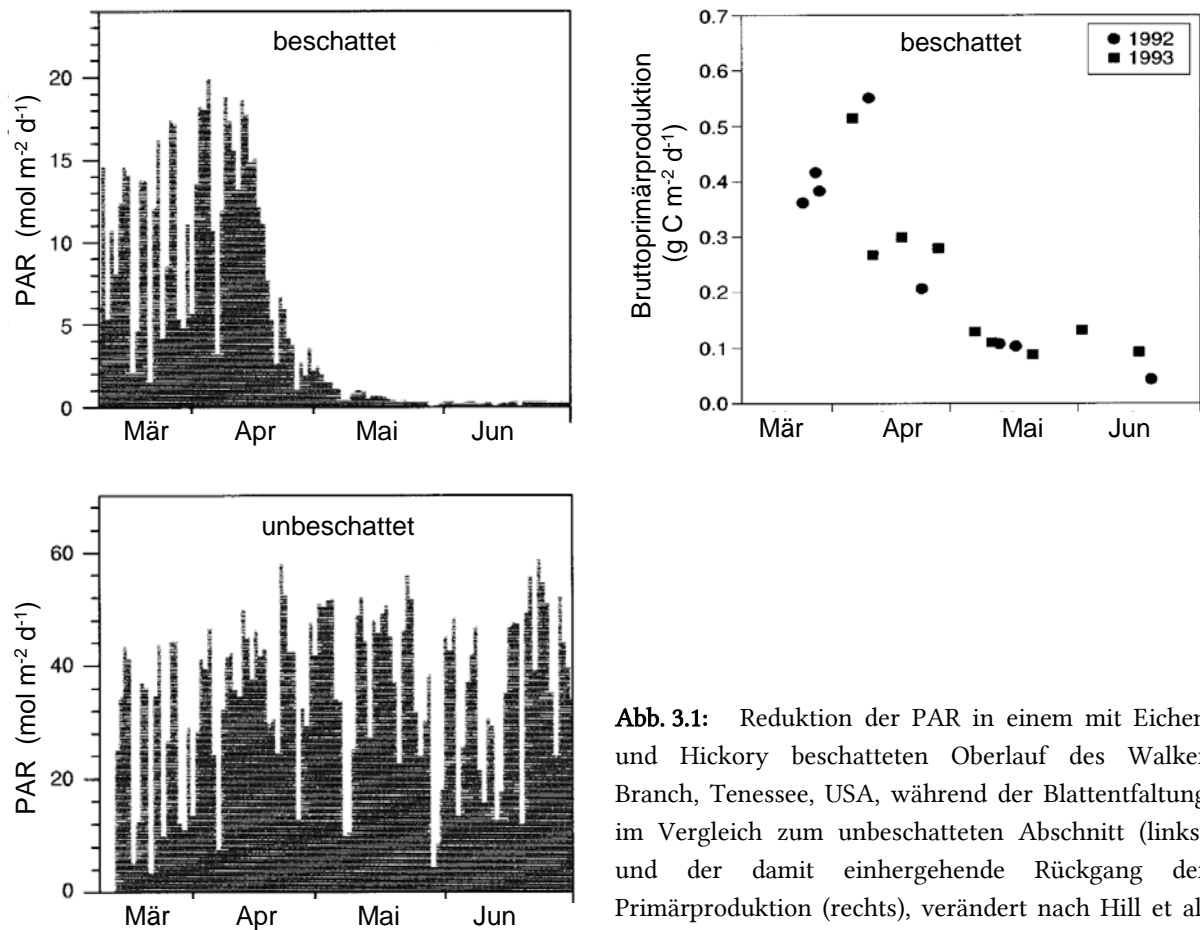 beschattet
20
15
10
5
0
PAR (mol m-2 d-1)
Mär Apr Mai Jun
beschattet
1992
1993
0.7
0.6
0.5
0.4
0.3
0.2
0.1
0.0
Bruttoprimärproduktion
(g C m-2 d-1)
Mär Apr Mai Jun
unbeschattet
60
40
20
0
PAR (mol m-2 d-1)
Mär Apr Mai Jun
Abb. 3.1: Reduktion der PAR in einem mit Eichen
und Hickory beschatteten Oberlauf des Walker
Branch, Tenessee, USA, während der Blattentfaltung
im Vergleich zum unbeschatteten Abschnitt (links)
und der damit einhergehende Rückgang der
Primärproduktion (rechts), verändert nach Hill et al.